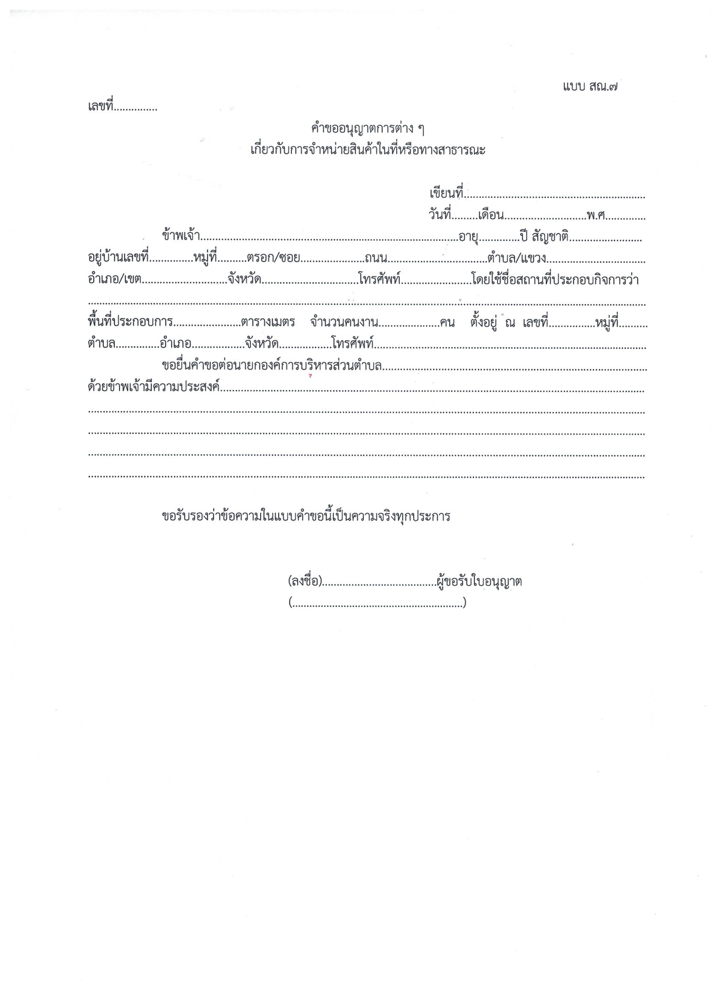 แบบ สณ.๗
เลขที่...............
คำขออนุญาตการต่าง ๆ
เกี่ยวกับการจำหน่ายสินค้าในที่หรือทางสาธารณะ
เขียนที่.............................................................
วันที่.........เดือน............................พ.ศ..............
ข้าพเจ้า.......................................................................................อายุ..............ปี สัญชาติ.........................
อยู่บ้านเลขที่...............หมู่ที่..........ตรอก/ซอย......................ถนน..................................ตำบล/แขวง..................................
อำเภอ/เขต.............................จังหวัด.................................โทรศัพท์........................โดยใช้ชื่อสถานที่ประกอบกิจการว่า
............................................................................................................................................................................................
พื้นที่ประกอบการ.......................ตารางเมตร จำนวนคนงาน.....................คน ตั้งอยู่ ณ เลขที่................หมู่ที่..........
ตำบล...............อำเภอ..................จังหวัด..................โทรศัพท์............................................................................................
ขอยื่นคำขอต่อนายกองค์การบริหารส่วนตำบล..........................................................................................
ด้วยข้าพเจ้ามีความประสงค์................................................................................................................................................
............................................................................................................................................................................................
............................................................................................................................................................................................
............................................................................................................................................................................................
............................................................................................................................................................................................
ขอรับรองว่าข้อความในแบบคำขอนี้เป็นความจริงทุกประการ
(ลงชื่อ).......................................ผู้ขอรับใบอนุญาต
(............................................................)